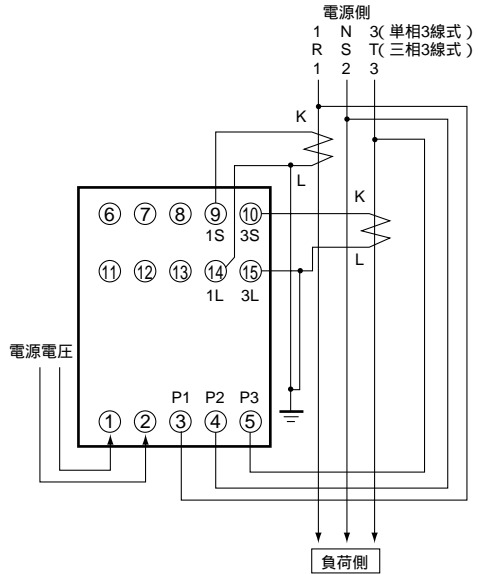 電源側
1 N 3(単相3線式)
R S T(三相3線式)
1 2 3
K
L
K
L
⑥ ⑦ ⑧ ⑨ ⑩
1S 3S
⑪ ⑫ ⑬ ⑭ ⑮
1L 3L
電源電圧
P1 P2 P3
① ② ③ ④ ⑤
負荷側